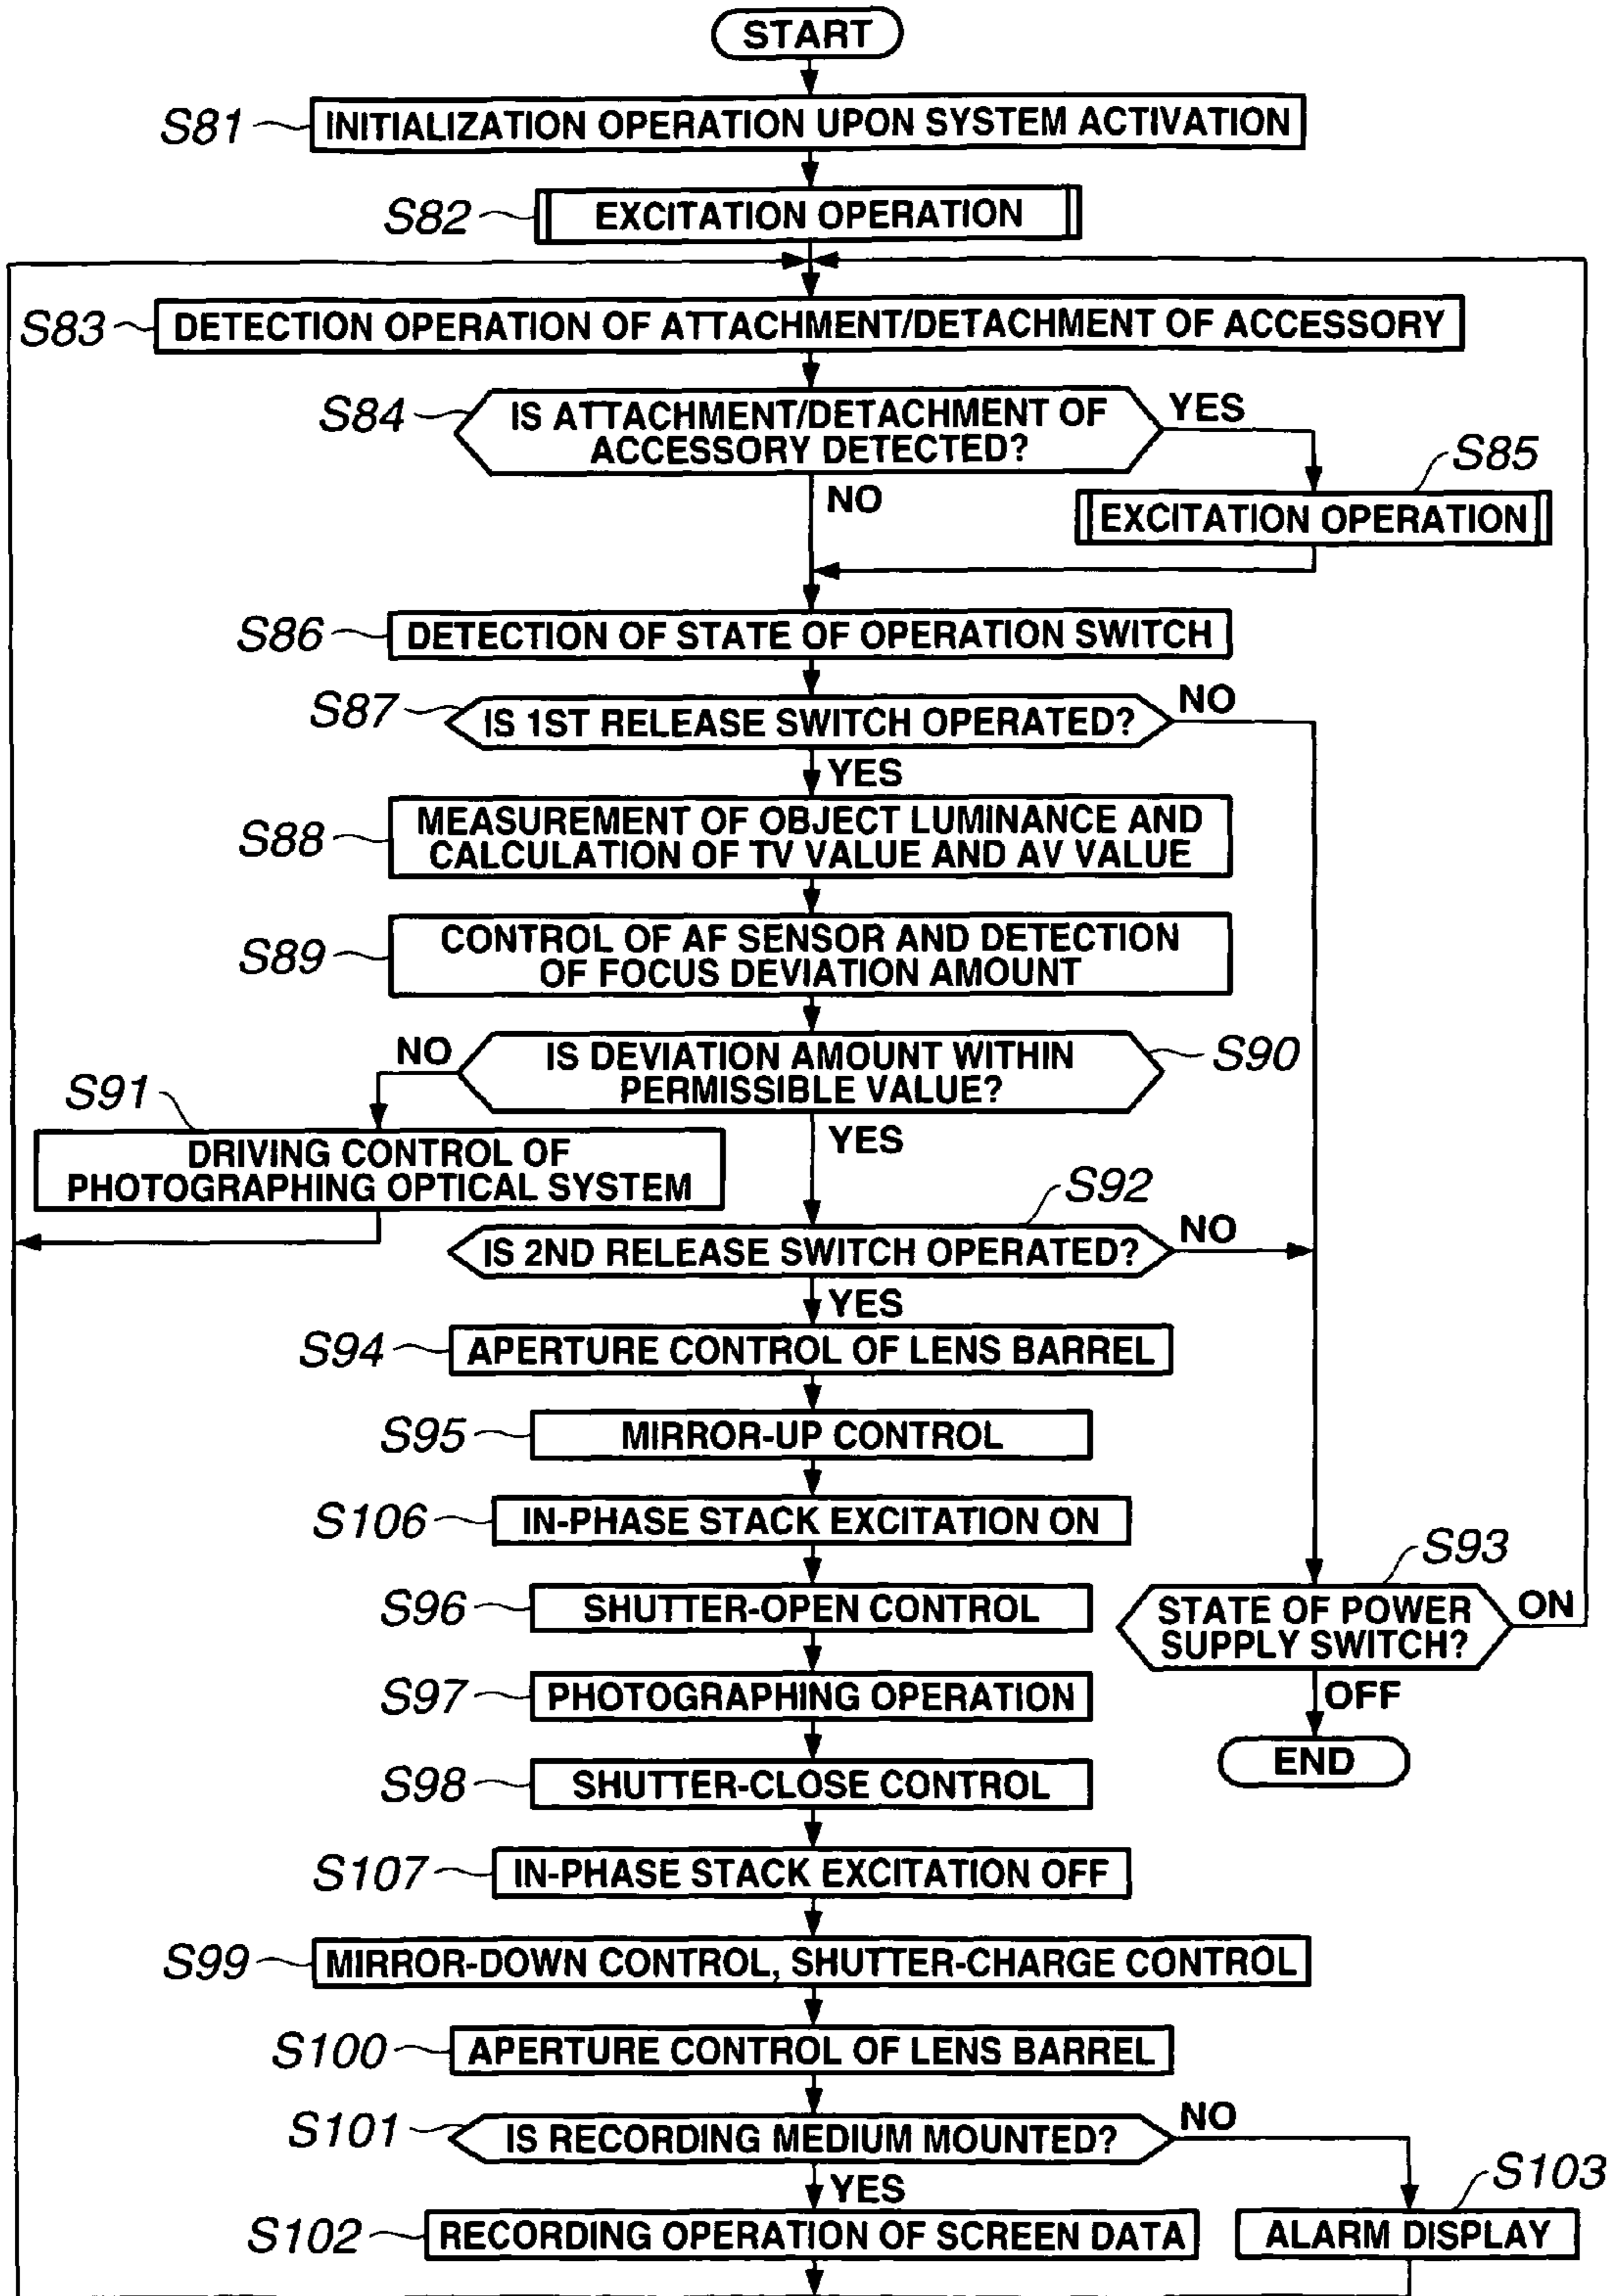 START
S81
INITIALIZATION OPERATION UPON SYSTEM ACTIVATION
S82
EXCITATION OPERATION
S83
DETECTION OPERATION OF ATTACHMENT/DETACHMENT OF ACCESSORY
S84
IS ATTACHMENT/DETACHMENT OF
ACCESSORY DETECTED?
YES
NO
S85
EXCITATION OPERATION
S86
DETECTION OF STATE OF OPERATION SWITCH
S87
IS 1ST RELEASE SWITCH OPERATED?
NO
YES
S88
MEASUREMENT OF OBJECT LUMINANCE AND
CALCULATION OF TV VALUE AND AV VALUE
S89
CONTROL OF AF SENSOR AND DETECTION
OF FOCUS DEVIATION AMOUNT
S90
IS DEVIATION AMOUNT WITHIN
PERMISSIBLE VALUE?
NO
YES
S91
DRIVING CONTROL OF
PHOTOGRAPHING OPTICAL SYSTEM
S92
IS 2ND RELEASE SWITCH OPERATED?
NO
YES
S94
APERTURE CONTROL OF LENS BARREL
S95
MIRROR-UP CONTROL
S106
IN-PHASE STACK EXCITATION ON
S93
STATE OF POWER
SUPPLY SWITCH?
ON
OFF
END
S96
SHUTTER-OPEN CONTROL
S97
PHOTOGRAPHING OPERATION
S98
SHUTTER-CLOSE CONTROL
S107
IN-PHASE STACK EXCITATION OFF
S99
MIRROR-DOWN CONTROL, SHUTTER-CHARGE CONTROL
S100
APERTURE CONTROL OF LENS BARREL
S101
IS RECORDING MEDIUM MOUNTED?
NO
YES
S102
RECORDING OPERATION OF SCREEN DATA
S103
ALARM DISPLAY